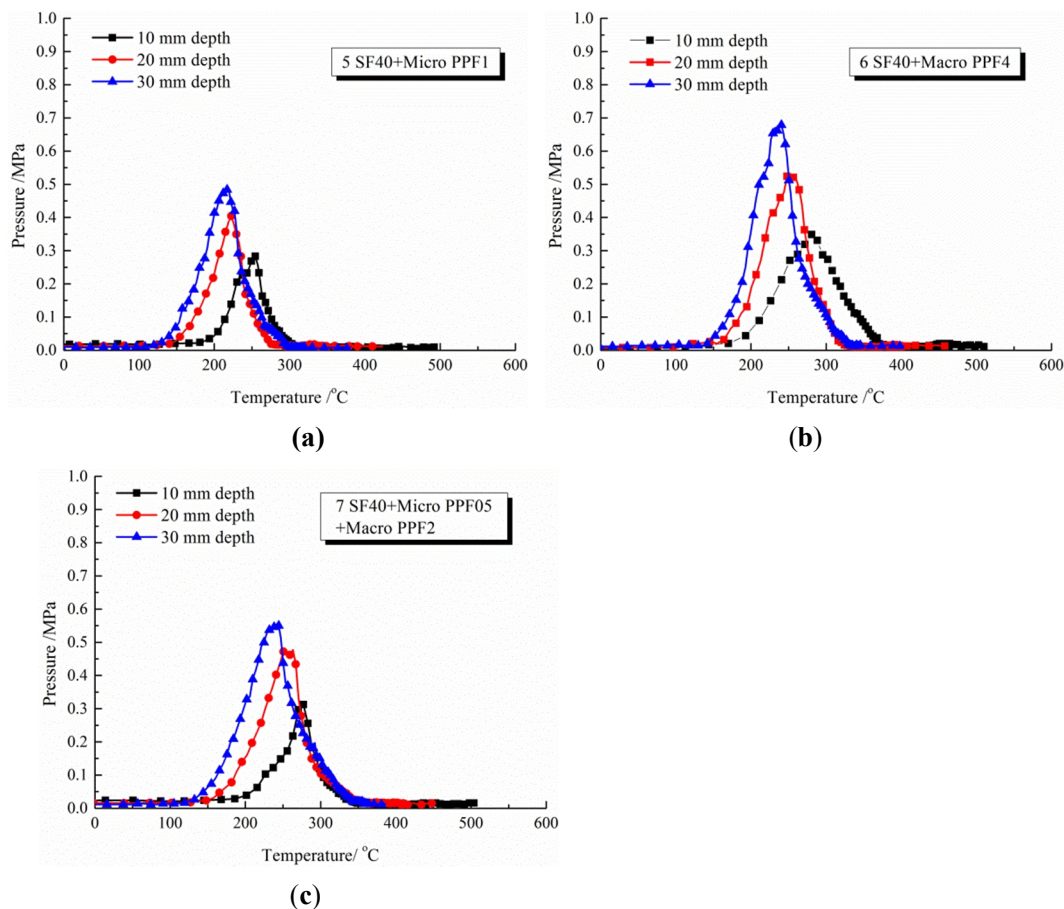 1.0
0.9
0.8
0.7
0.6
0.5
0.4
0.3
0.2
0.1
0.0
Pressure /MPa
10 mm depth
20 mm depth
30 mm depth
5 SF40+Micro PPF1
0 100 200 300 400 500 600
Temperature /°C
(a)
1.0
0.9
0.8
0.7
0.6
0.5
0.4
0.3
0.2
0.1
0.0
Pressure /MPa
10 mm depth
20 mm depth
30 mm depth
6 SF40+Macro PPF4
0 100 200 300 400 500 600
Temperature /°C
(b)
1.0
0.9
0.8
0.7
0.6
0.5
0.4
0.3
0.2
0.1
0.0
Pressure /MPa
10 mm depth
20 mm depth
30 mm depth
7 SF40+Micro PPF05
+Macro PPF2
0 100 200 300 400 500 600
Temperature/ °C
(c)